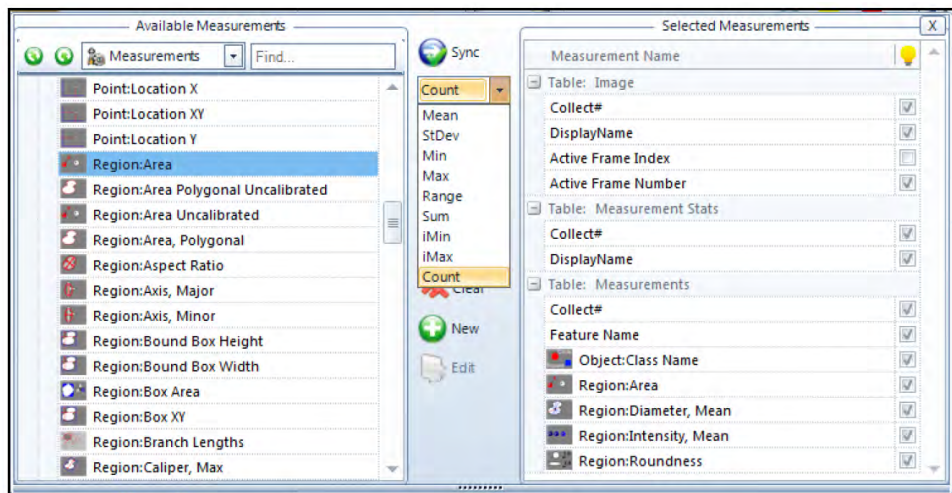 Available Measurements
Measurements
Find...
Point:Location X
Point:Location XY
Point:Location Y
Region:Area
Region:Area Polygonal Uncalibrated
Region:Area Uncalibrated
Region:Area, Polygonal
Region:Aspect Ratio
Region:Axis, Major
Region:Axis, Minor
Region:Bound Box Height
Region:Bound Box Width
Region:Box Area
Region:Box XY
Region:Branch Lengths
Region:Caliper, Max
Sync
Count
Mean
StDev
Min
Max
Range
Sum
iMin
iMax
Count
Clear
New
Edit
Selected Measurements
X
Measurement Name
Table: Image
Collect#
DisplayName
Active Frame Index
Active Frame Number
Table: Measurement Stats
Collect#
DisplayName
Table: Measurements
Collect#
Feature Name
Object:Class Name
Region:Area
Region:Diameter, Mean
Region:Intensity, Mean
Region:Roundness